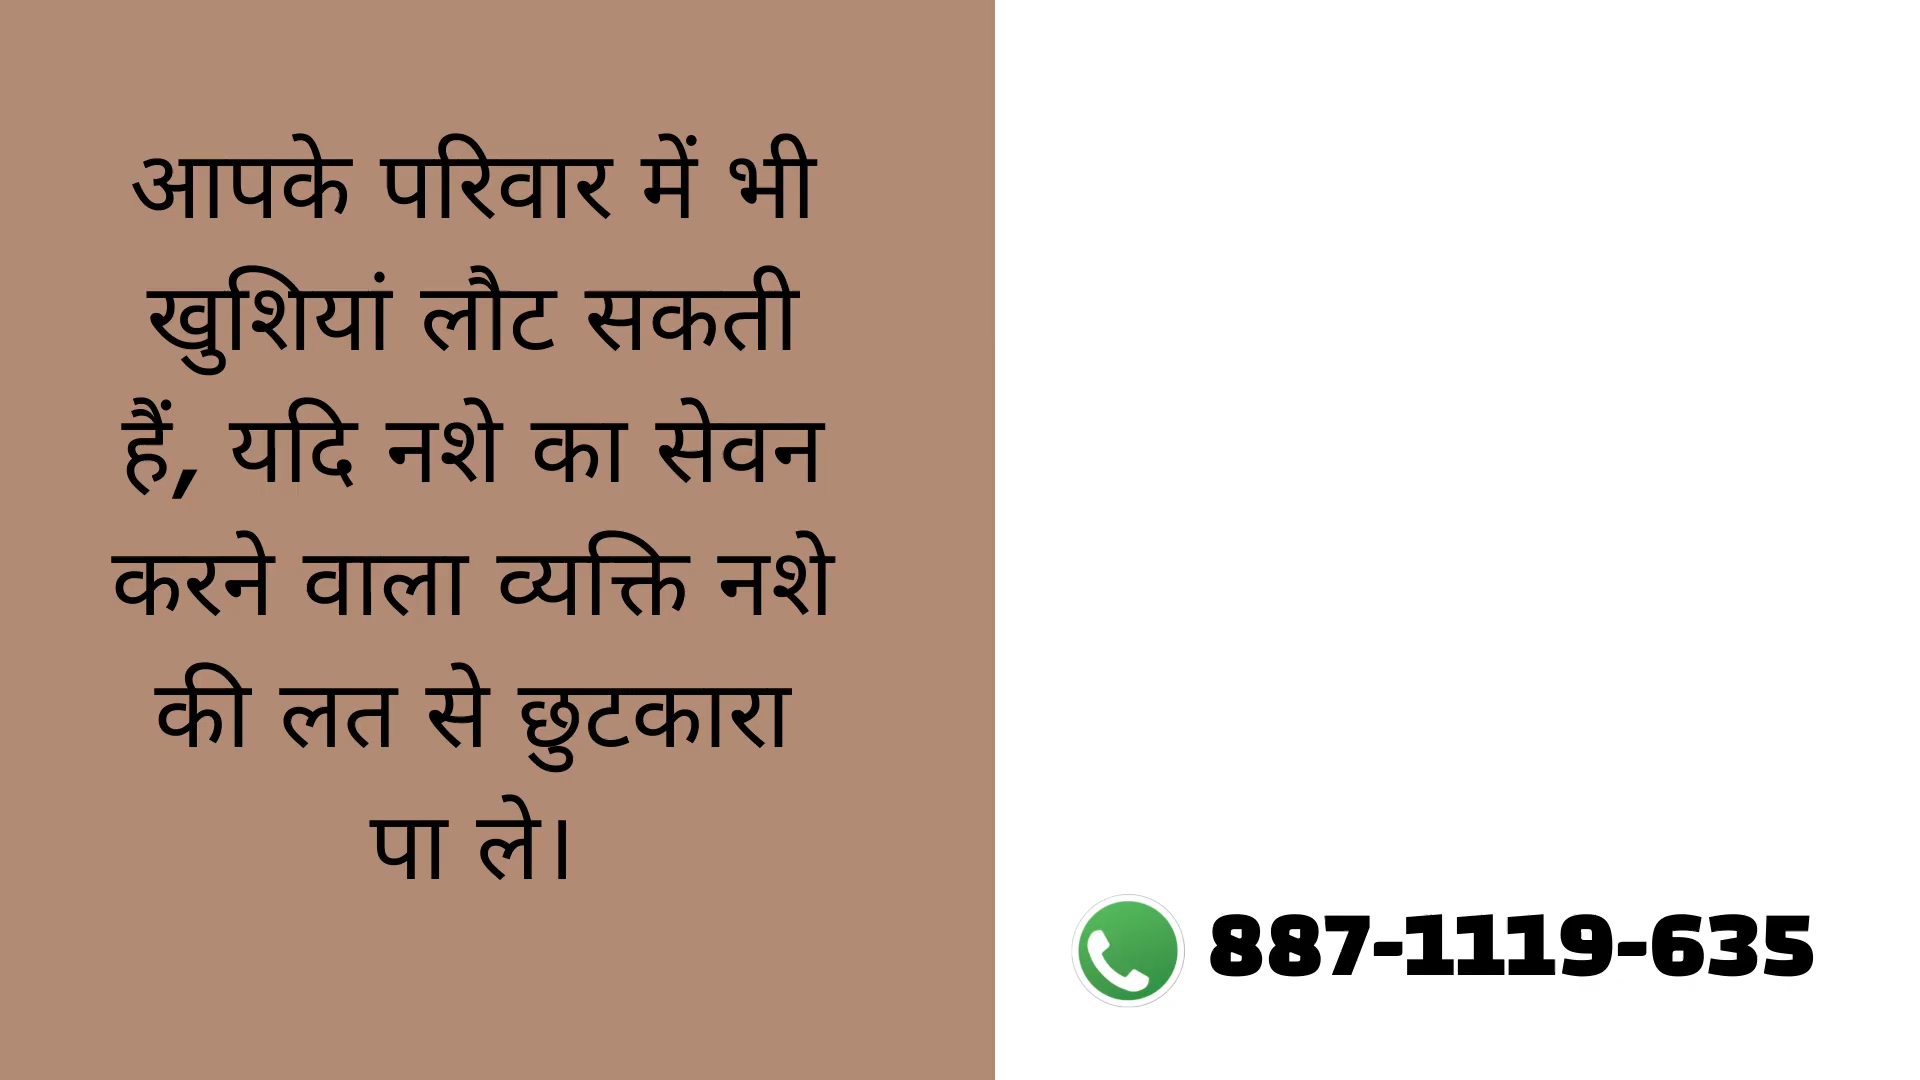 आपके परिवार में भी
खुशियां लौट सकती
हैं, यदि नशे का सेवन
करने वाला व्यक्ति नशे
की लत से छुटकारा
पा ले।
887-1119-635